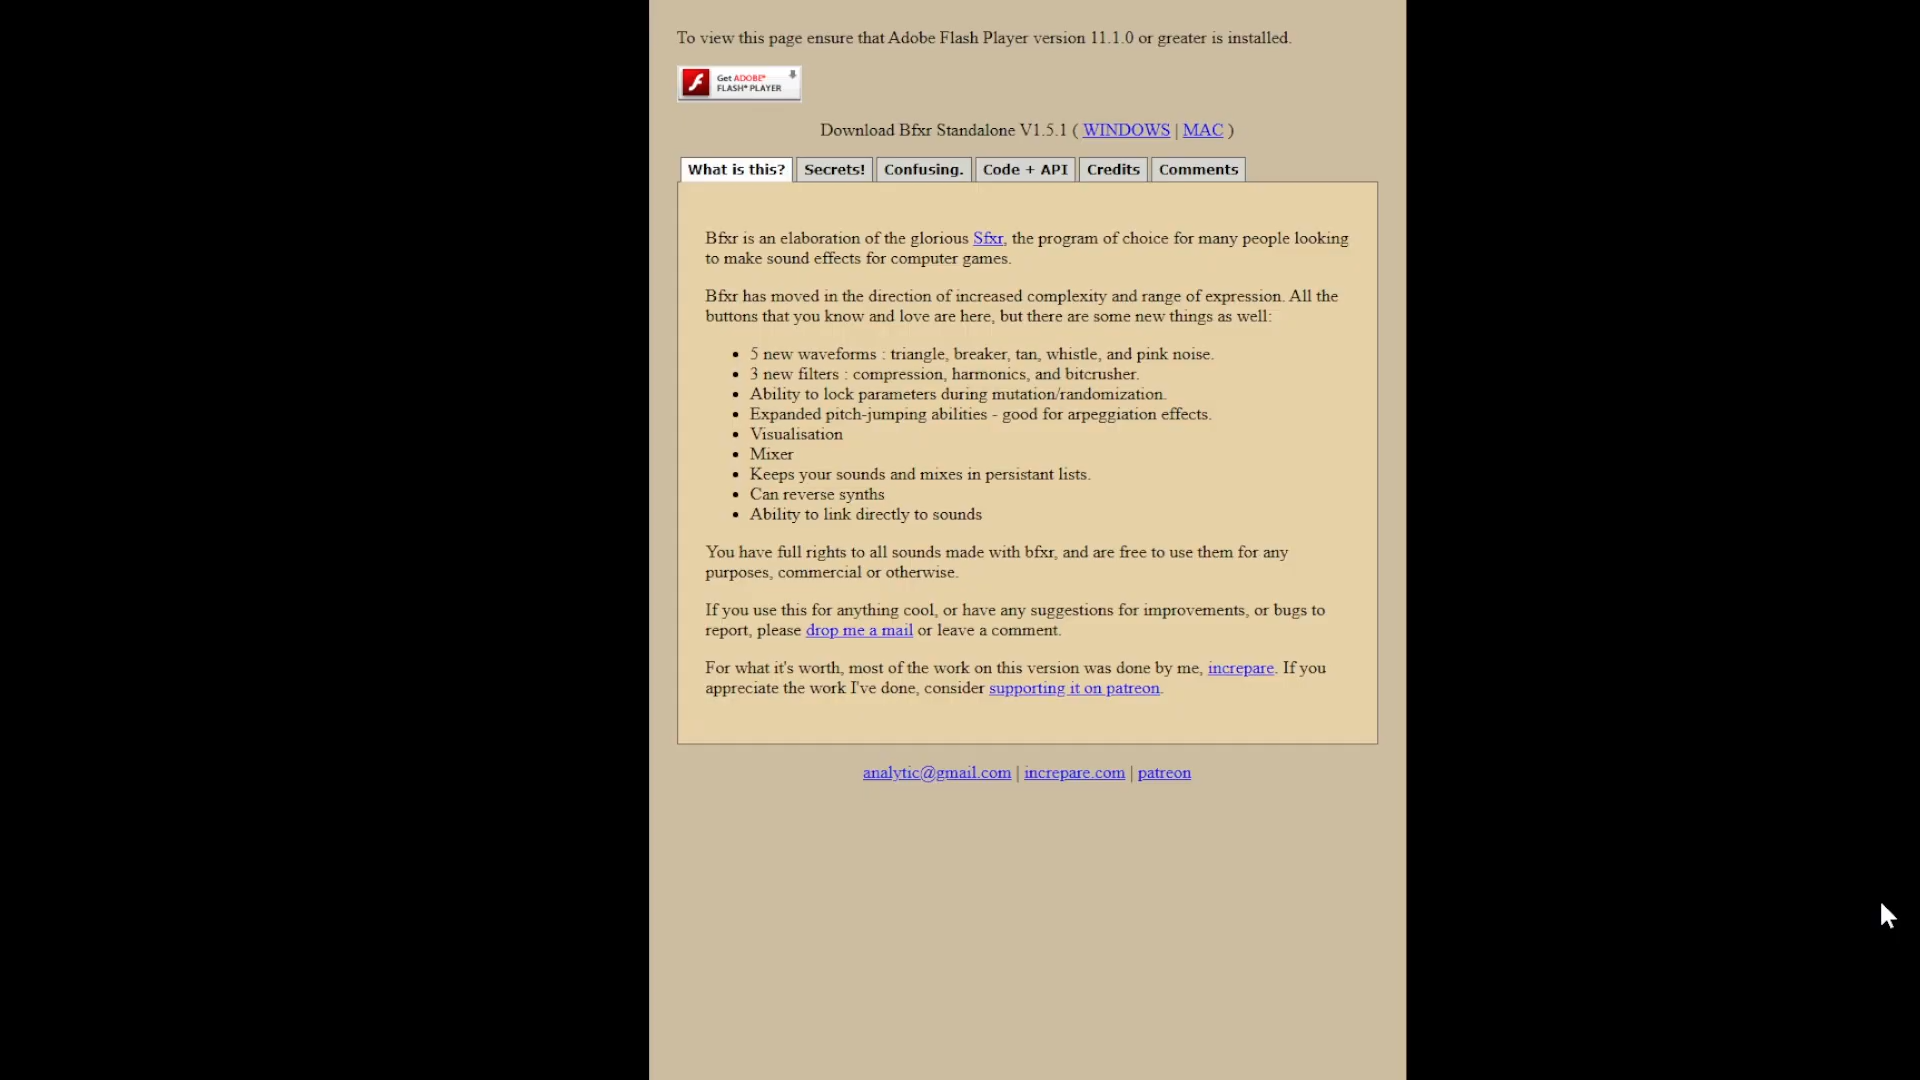 To view this page ensure that Adobe Flash Player version 11.1.0 or greater is installed.
Get ADOBE®
FLASH® PLAYER
Download Bfxr Standalone V1.5.1 ( WINDOWS | MAC )
What is this? Secrets! Confusing. Code + API Credits Comments
Bfxr is an elaboration of the glorious Sfxr, the program of choice for many people looking
to make sound effects for computer games.
Bfxr has moved in the direction of increased complexity and range of expression. All the
buttons that you know and love are here, but there are some new things as well:
• 5 new waveforms : triangle, breaker, tan, whistle, and pink noise.
• 3 new filters : compression, harmonics, and bitcrusher.
• Ability to lock parameters during mutation/randomization.
• Expanded pitch-jumping abilities - good for arpeggiation effects.
• Visualisation
• Mixer
• Keeps your sounds and mixes in persistant lists.
• Can reverse synths
• Ability to link directly to sounds
You have full rights to all sounds made with bfxr, and are free to use them for any
purposes, commercial or otherwise.
If you use this for anything cool, or have any suggestions for improvements, or bugs to
report, please drop me a mail or leave a comment.
For what it's worth, most of the work on this version was done by me, increpare. If you
appreciate the work I've done, consider supporting it on patreon.
analytic@gmail.com | increpare.com | patreon